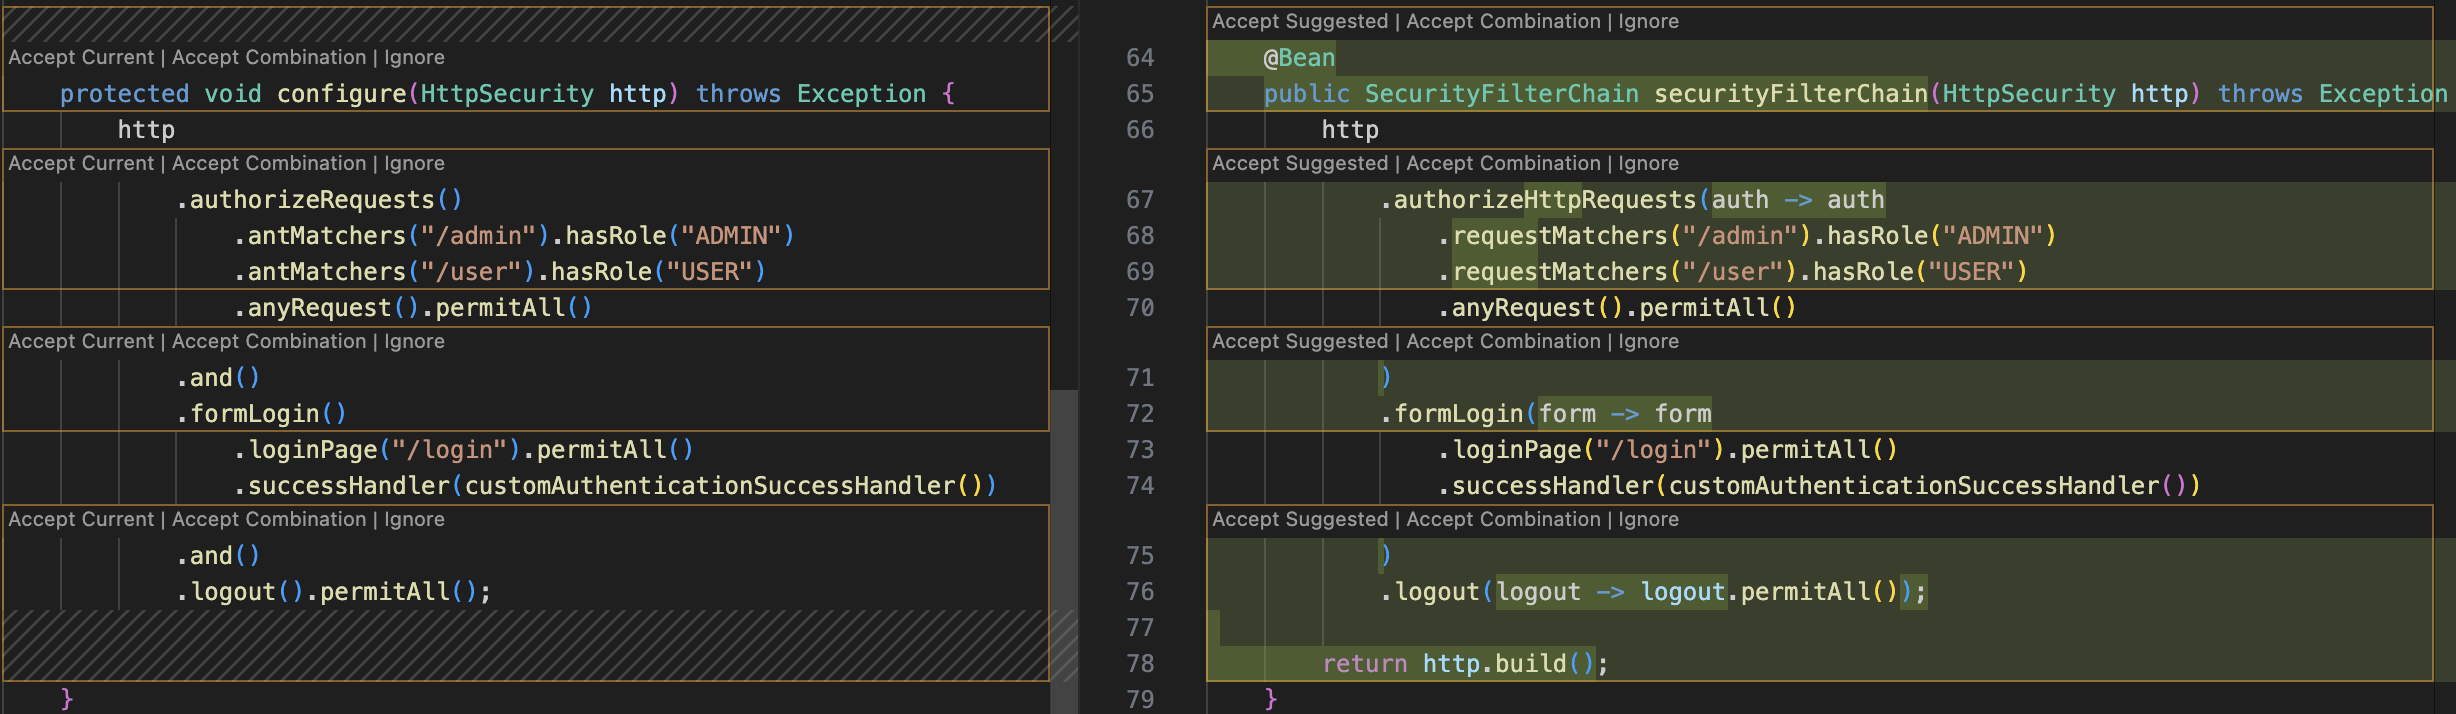 Accept Current | Accept Combination | Ignore
protected void configure(HttpSecurity http) throws Exception {
http
Accept Current | Accept Combination | Ignore
.authorizeRequests()
.antMatchers("/admin").hasRole("ADMIN")
.antMatchers("/user").hasRole("USER")
.anyRequest().permitAll()
Accept Current | Accept Combination | Ignore
.and()
.formLogin()
.loginPage("/login").permitAll()
.successHandler(customAuthenticationSuccessHandler())
Accept Current | Accept Combination | Ignore
.and()
.logout().permitAll();
}
Accept Suggested | Accept Combination | Ignore
64 @Bean
65 public SecurityFilterChain securityFilterChain(HttpSecurity http) throws Exception
66 http
Accept Suggested | Accept Combination | Ignore
67 .authorizeHttpRequests(auth -> auth
68 .requestMatchers("/admin").hasRole("ADMIN")
69 .requestMatchers("/user").hasRole("USER")
70 .anyRequest().permitAll()
Accept Suggested | Accept Combination | Ignore
71 )
72 .formLogin(form -> form
73 .loginPage("/login").permitAll()
74 .successHandler(customAuthenticationSuccessHandler())
Accept Suggested | Accept Combination | Ignore
75 )
76 .logout(logout -> logout.permitAll());
77
78 return http.build();
79 }